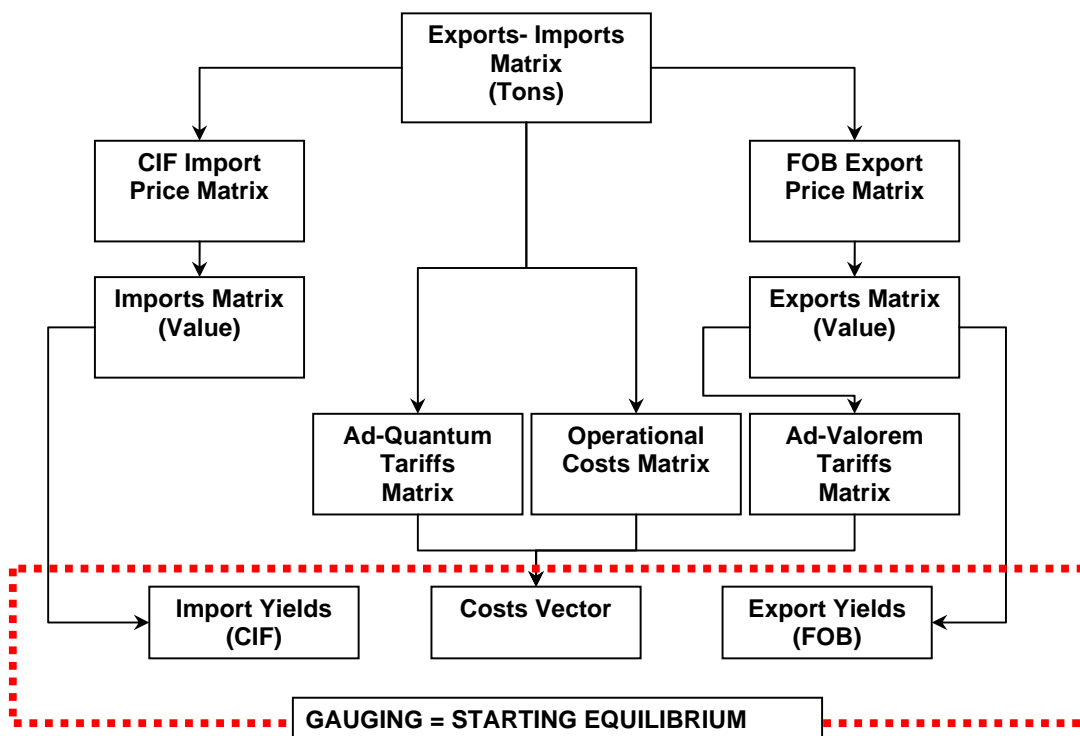 Exports- Imports
Matrix
(Tons)
CIF Import
Price Matrix
FOB Export
Price Matrix
Imports Matrix
(Value)
Exports Matrix
(Value)
Ad-Quantum
Tariffs
Matrix
Operational
Costs Matrix
Ad-Valorem
Tariffs
Matrix
Import Yields
(CIF)
Costs Vector
Export Yields
(FOB)
GAUGING = STARTING EQUILIBRIUM